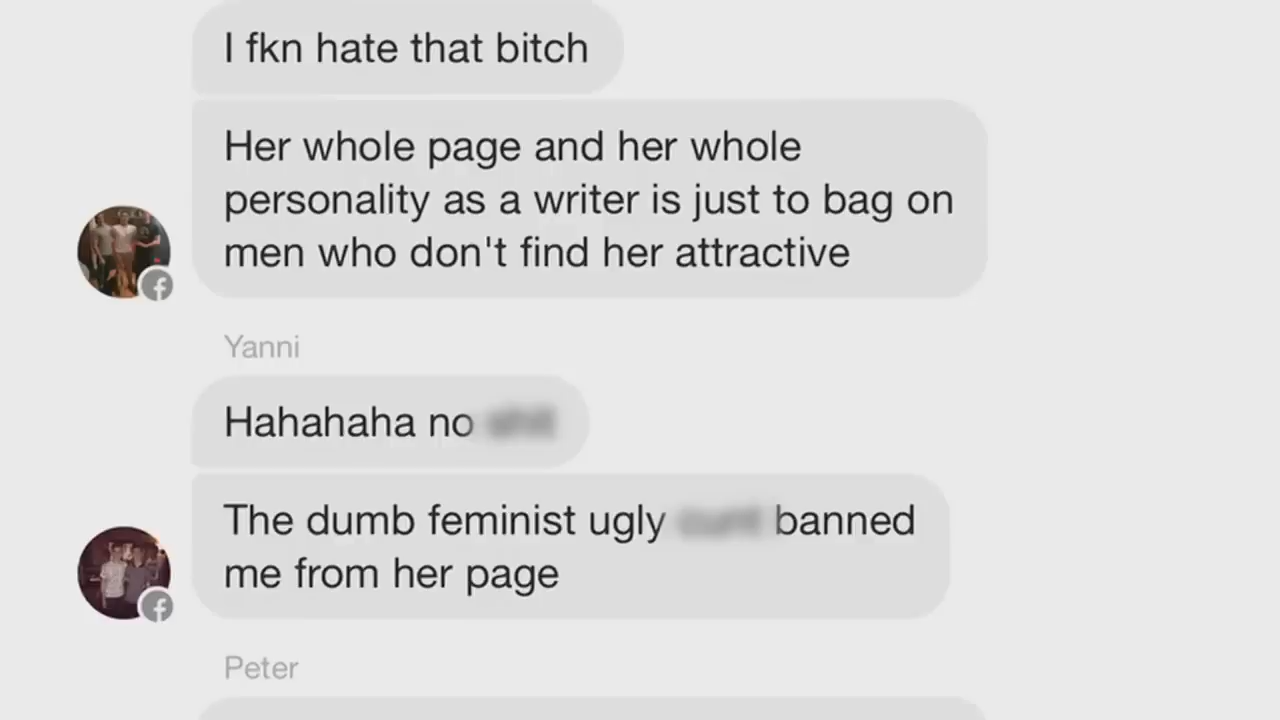 I fkn hate that bitch
Her whole page and her whole
personality as a writer is just to bag on
men who don't find her attractive
Yanni
Hahahaha no
The dumb feminist ugly banned
me from her page
Peter